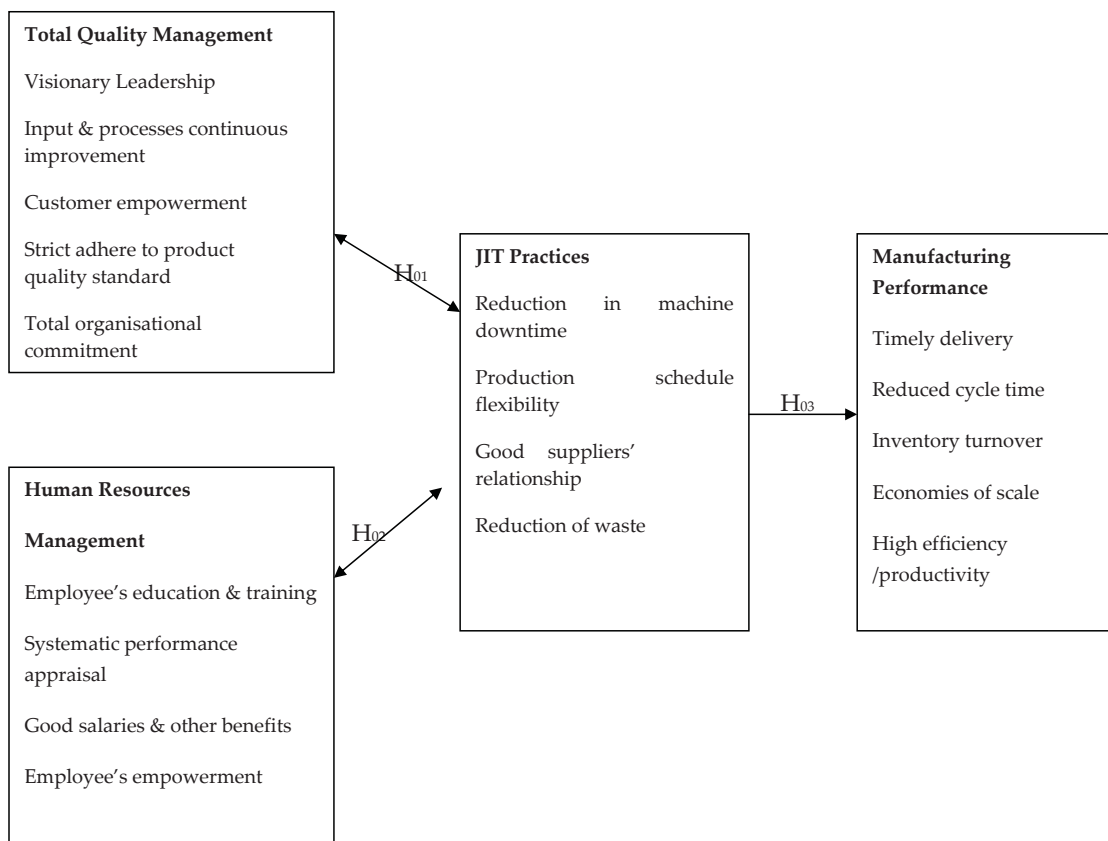 Total Quality Management
Visionary Leadership
Input & processes continuous
improvement
Customer empowerment
Strict adhere to product
quality standard
Total organisational
commitment
H01
Human Resources
Management
Employee’s education & training
Systematic performance
appraisal
Good salaries & other benefits
Employee’s empowerment
H02
JIT Practices
Reduction in machine
downtime
Production schedule
flexibility
Good suppliers’
relationship
Reduction of waste
H03
Manufacturing
Performance
Timely delivery
Reduced cycle time
Inventory turnover
Economies of scale
High efficiency
/productivity